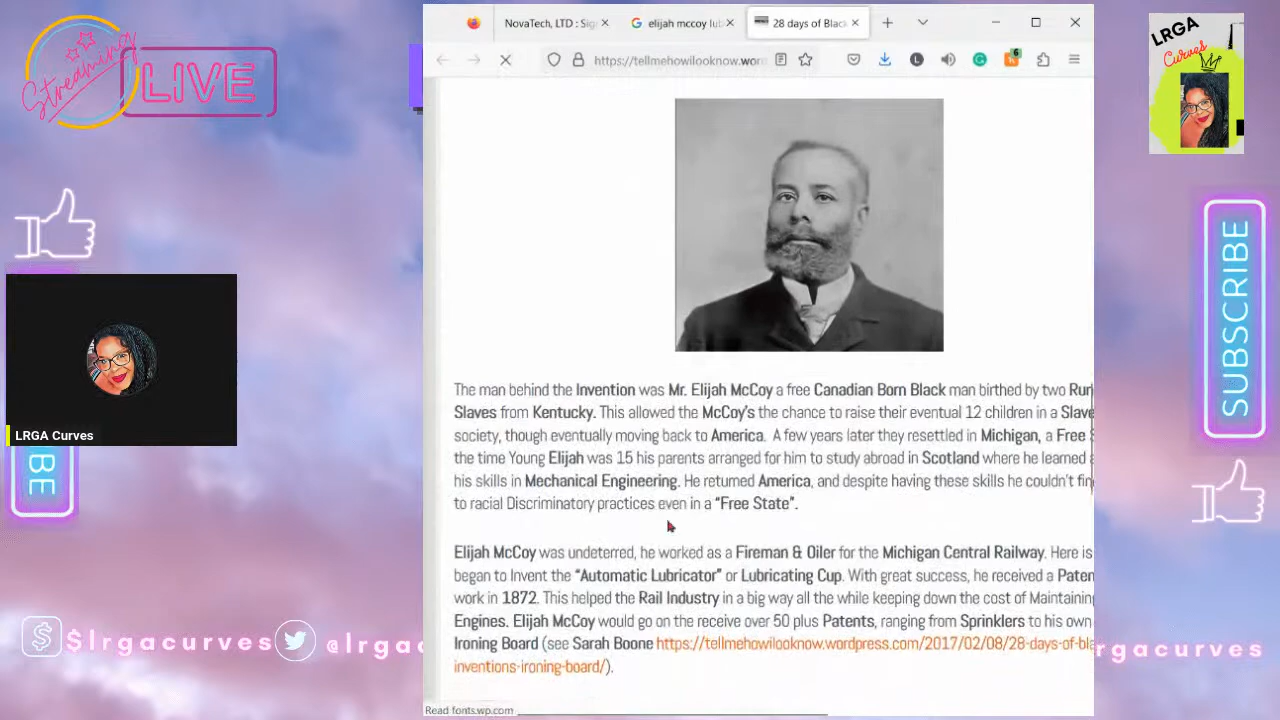 Streaming
LIVE
LRGA
Curves
NovaTech, LTD : Sig
elijah mccoy lub
28 days of Black
https://tellmehowilooknow.wor
6
The man behind the Invention was Mr. Elijah McCoy a free Canadian Born Black man birthed by two
Slaves from Kentucky. This allowed the McCoy's the chance to raise their eventual 12 children in a
society, though eventually moving back to America. A few years later they resettled in Michigan, a Free
the time Young Elijah was 15 his parents arranged for him to study abroad in Scotland where he learned
his skills in Mechanical Engineering. He returned America, and despite having these skills he couldn't
to racial Discriminatory practices even in a “Free State”.
Elijah McCoy was undeterred, he worked as a Fireman & Oiler for the Michigan Central Railway. Here is
began to Invent the “Automatic Lubricator” or Lubricating Cup. With great success, he received a
work in 1872. This helped the Rail Industry in a big way all the while keeping down the cost of Maintaining
Engines. Elijah McCoy would go on the receive over 50 plus Patents, ranging from Sprinklers to his own
Ironing Board (see Sarah Boone https://tellmehowilooknow.wordpress.com/2017/02/08/28-days-of-bla
inventions-ironing-board/).
Read fonts.wp.com
LRGA Curves
BE
SUBSCRIBE
$lrgacurves
@lrga
rgacurves